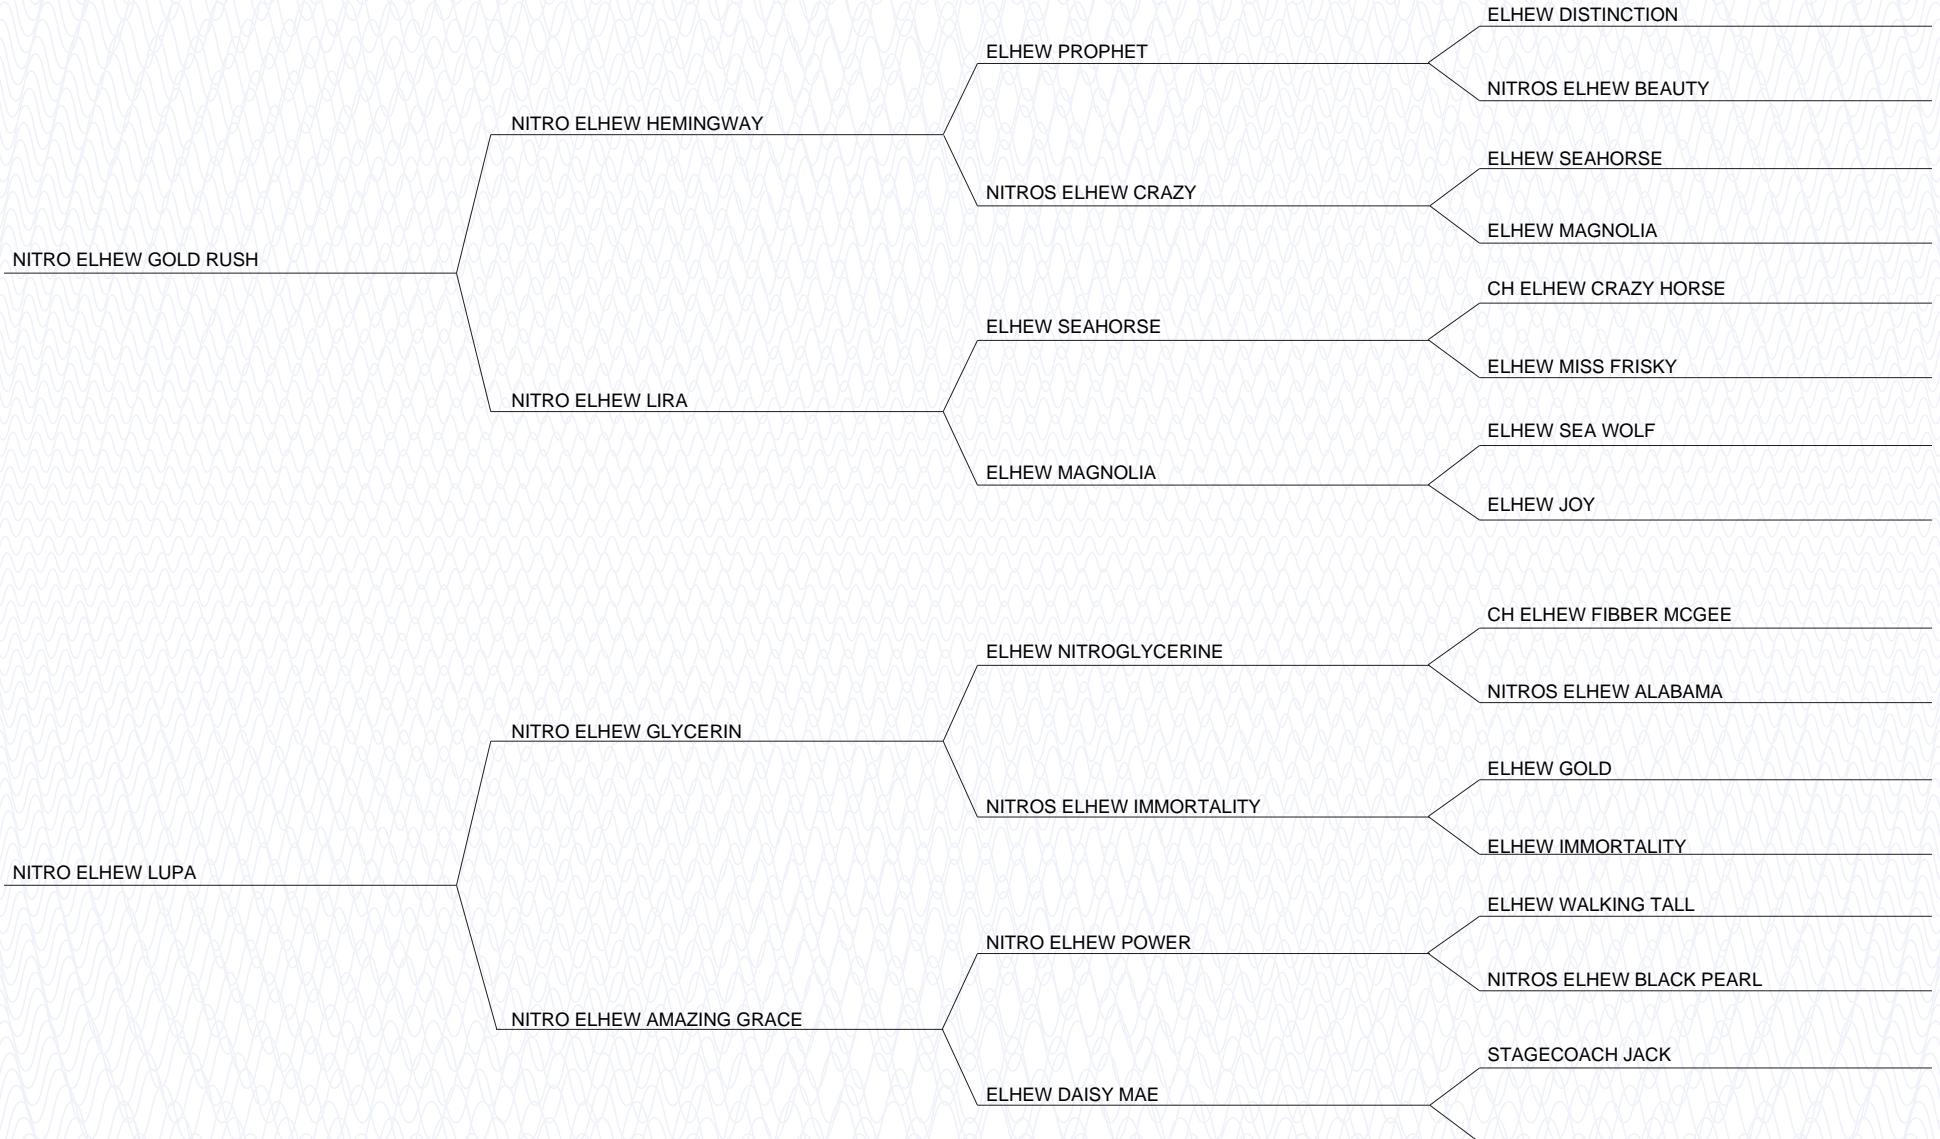 ELHEW DISTINCTION
ELHEW PROPHET
NITROS ELHEW BEAUTY
NITRO ELHEW HEMINGWAY
ELHEW SEAHORSE
NITROS ELHEW CRAZY
ELHEW MAGNOLIA
NITRO ELHEW GOLD RUSH
CH ELHEW CRAZY HORSE
ELHEW SEAHORSE
ELHEW MISS FRISKY
NITRO ELHEW LIRA
ELHEW SEA WOLF
ELHEW MAGNOLIA
ELHEW JOY
CH ELHEW FIBBER MCGEE
ELHEW NITROGLYCERINE
NITROS ELHEW ALABAMA
NITRO ELHEW GLYCERIN
ELHEW GOLD
NITROS ELHEW IMMORTALITY
ELHEW IMMORTALITY
NITRO ELHEW LUPA
ELHEW WALKING TALL
NITRO ELHEW POWER
NITROS ELHEW BLACK PEARL
NITRO ELHEW AMAZING GRACE
STAGECOACH JACK
ELHEW DAISY MAE